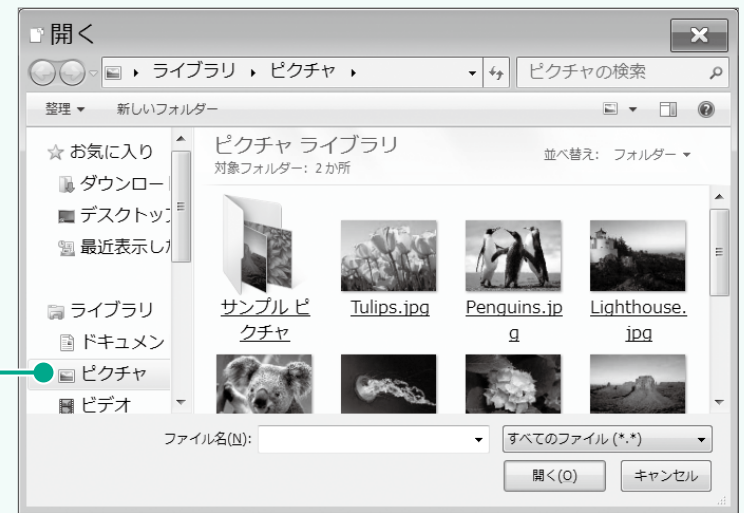 開く
ライブラリ ピクチャ
ピクチャの検索
整理 新しいフォルダー
お気に入り
ダウンロード
デスクトップ
最近表示した
ライブラリ
ドキュメン
ピクチャ
ビデオ
ピクチャ ライブラリ
対象フォルダー: 2か所
並べ替え: フォルダー
サンプル ピ
クチャ
Tulips.jpg
Penguins.jp
g
Lighthouse.
jpg
ファイル名(N):
すべてのファイル (*.*)
開く(O)
キャンセル